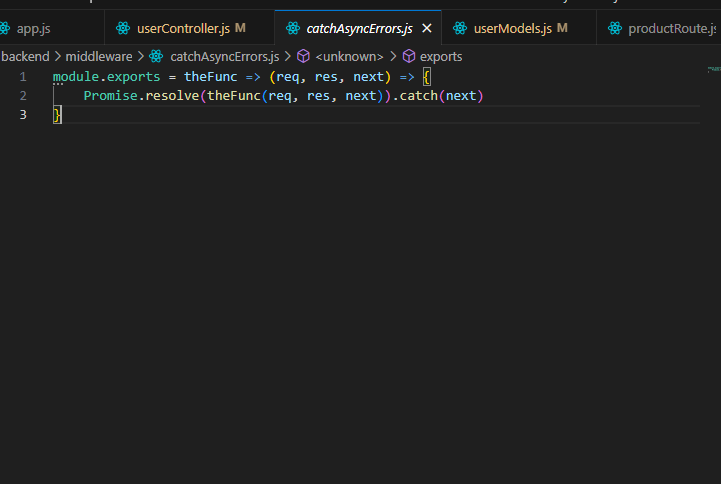 app.js userController.js M catchAsyncErrors.js userModels.js M productRoute.js
backend > middleware > catchAsyncErrors.js > <unknown> > exports
1 module.exports = theFunc => (req, res, next) => {
2 Promise.resolve(theFunc(req, res, next)).catch(next)
3 }